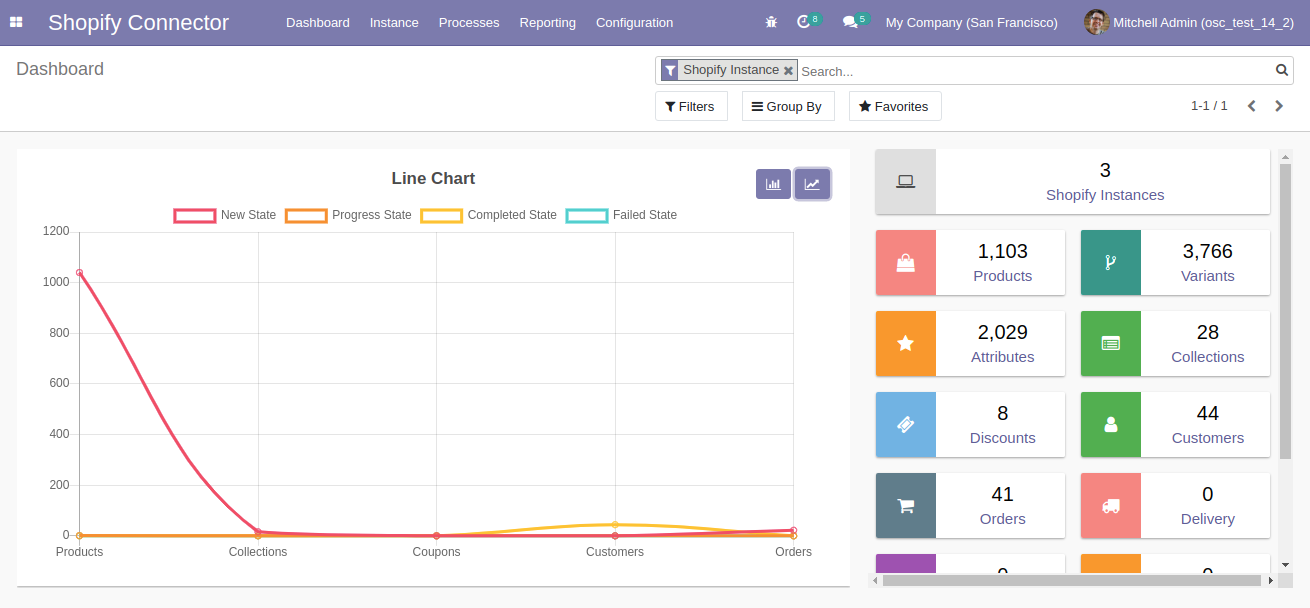 Shopify Connector Dashboard Instance Processes Reporting Configuration 8 5 My Company (San Francisco) Mitchell Admin (osc_test_14_2)
Dashboard
Shopify Instance Search...
Filters Group By Favorites 1-1 / 1
Line Chart
New State Progress State Completed State Failed State
1200
1000
800
600
400
200
0
Products Collections Coupons Customers Orders
3
Shopify Instances
1,103
Products
3,766
Variants
2,029
Attributes
28
Collections
8
Discounts
44
Customers
41
Orders
0
Delivery